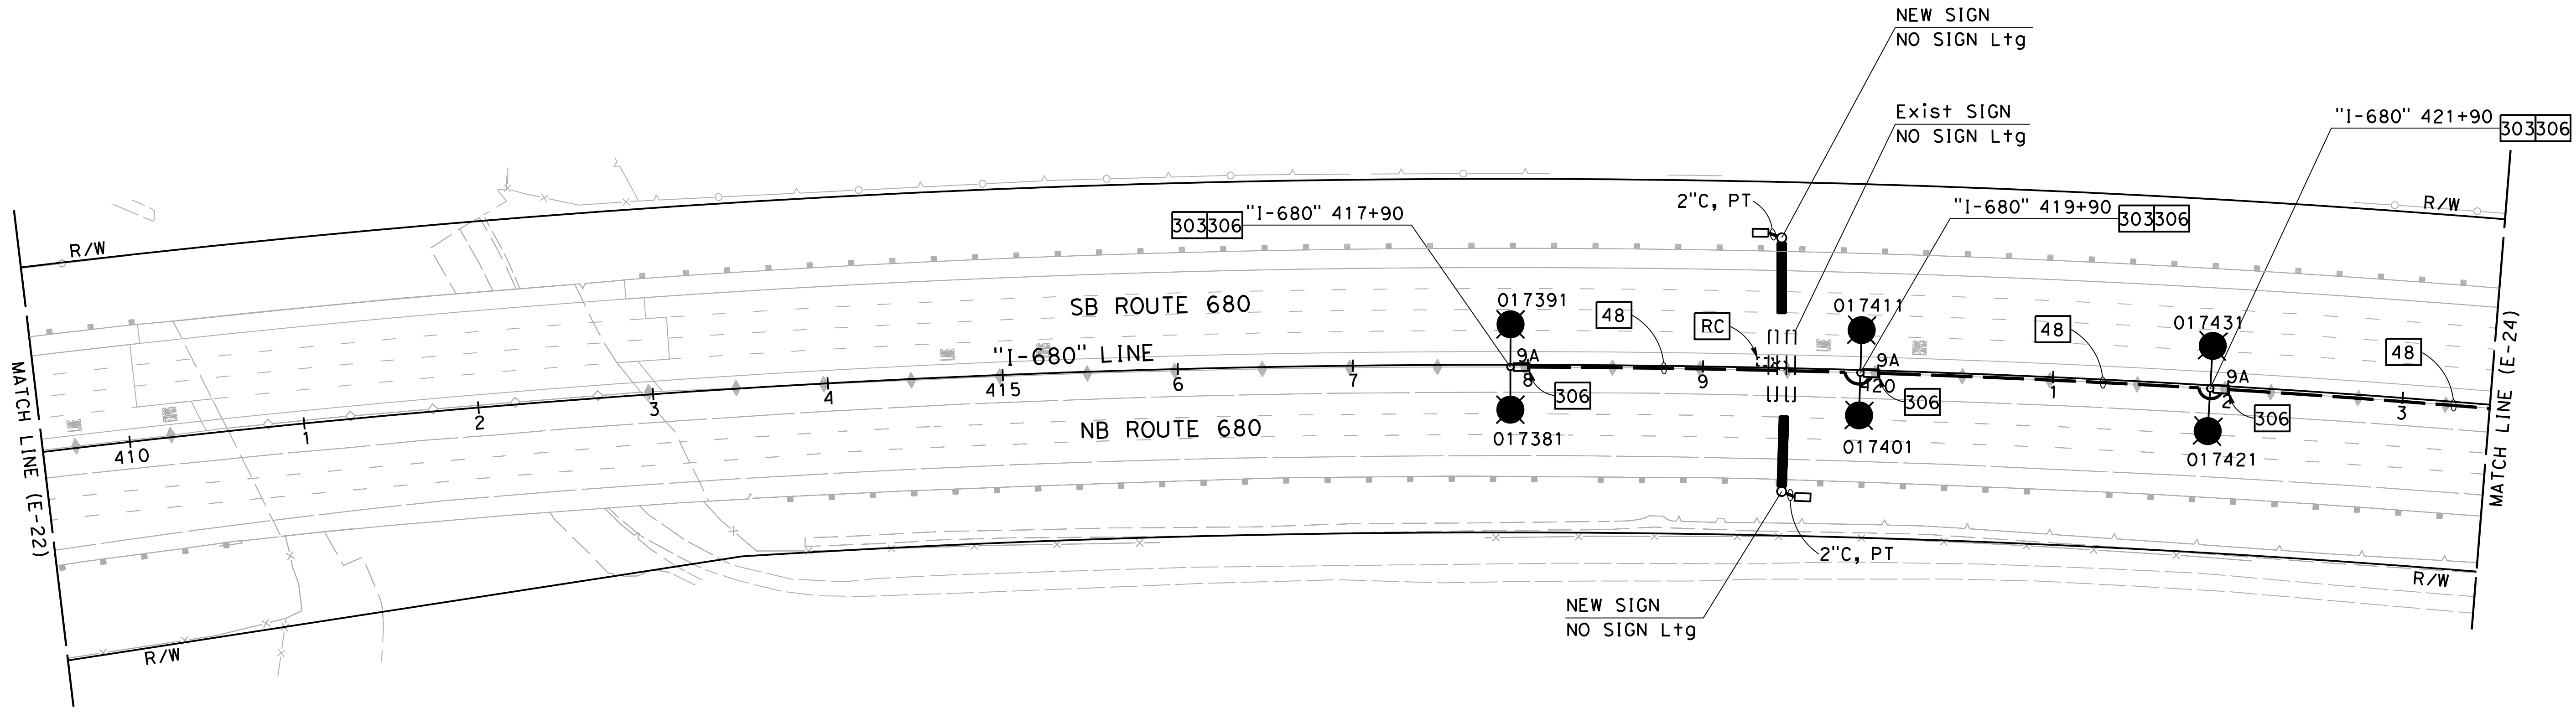 NEW SIGN
NO SIGN Ltg
Exist SIGN
NO SIGN Ltg
"I-680" 421+90 303 306
2"C, PT
"I-680" 419+90 303 306
303 306 "I-680" 417+90
R/W
R/W
SB ROUTE 680
017391
48
RC
017411
48
017431
48
"I-680" LINE
9A
9A
9A
306
306
306
410
1
2
3
4
415
6
7
8
9
420
1
2
3
NB ROUTE 680
017381
017401
017421
MATCH LINE (E-22)
MATCH LINE (E-24)
2"C, PT
NEW SIGN
NO SIGN Ltg
R/W
R/W